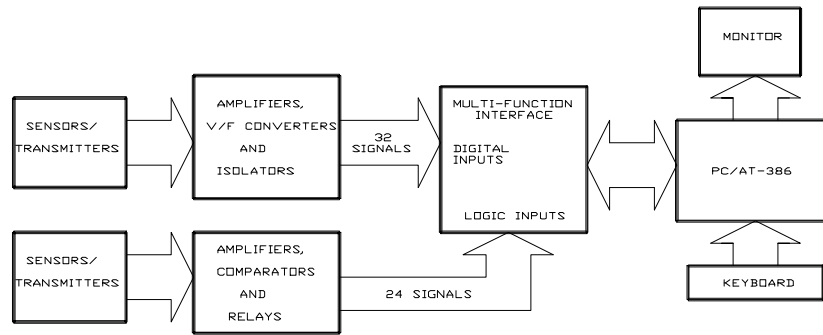 MONITOR
SENSORS/
TRANSMITTERS
AMPLIFIERS,
V/F CONVERTERS
AND
ISOLATORS
32
SIGNALS
MULTI-FUNCTION
INTERFACE
DIGITAL
INPUTS
LOGIC INPUTS
PC/AT-386
SENSORS/
TRANSMITTERS
AMPLIFIERS,
COMPARATORS
AND
RELAYS
24 SIGNALS
KEYBOARD